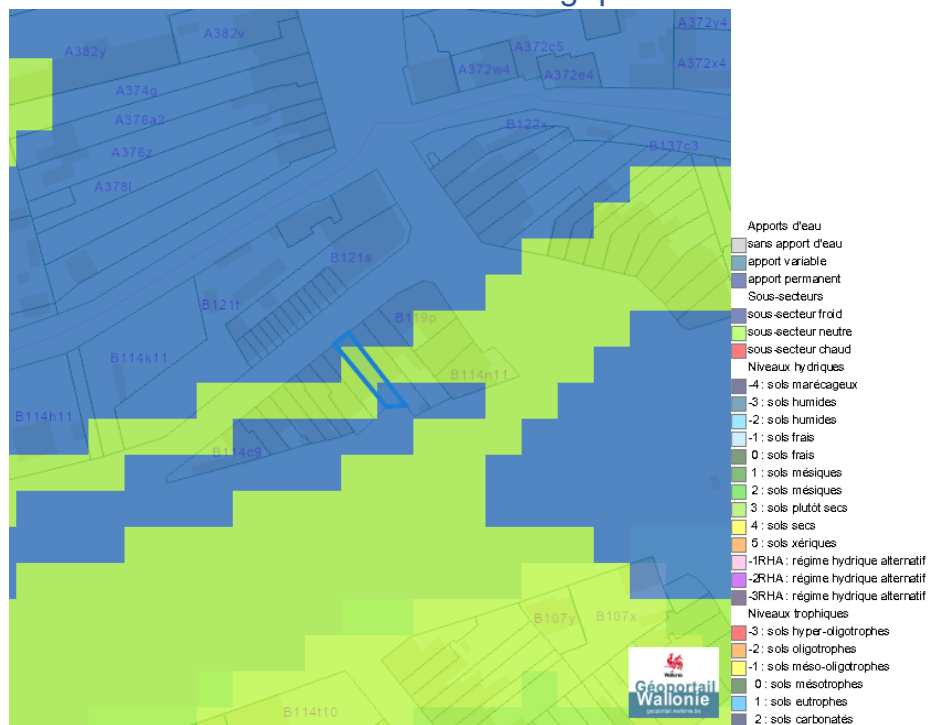 A382y
A382v
A372y4
A372c5
A372w4
A372e4
A372x4
A374g
A376a2
A376z
A378l
B122x
B137c3
B121s
B121f
B119p
B114k11
B114n11
B114h11
B114c9
B107y
B107x
B114t10
Wallonie
Géoportail
Wallonie
geoportail.wallonie.be
Apports d'eau
sans apport d'eau
apport variable
apport permanent
Sous-secteurs
sous-secteur froid
sous-secteur neutre
sous-secteur chaud
Niveaux hydriques
-4 : sols marécageux
-3 : sols humides
-2 : sols humides
-1 : sols frais
0 : sols frais
1 : sols mésiques
2 : sols mésiques
3 : sols plutôt secs
4 : sols secs
5 : sols xériques
-1RHA : régime hydrique alternatif
-2RHA : régime hydrique alternatif
-3RHA : régime hydrique alternatif
Niveaux trophiques
-3 : sols hyper-oligotrophes
-2 : sols oligotrophes
-1 : sols méso-oligotrophes
0 : sols mésotrophes
1 : sols eutrophes
2 : sols carbonatés